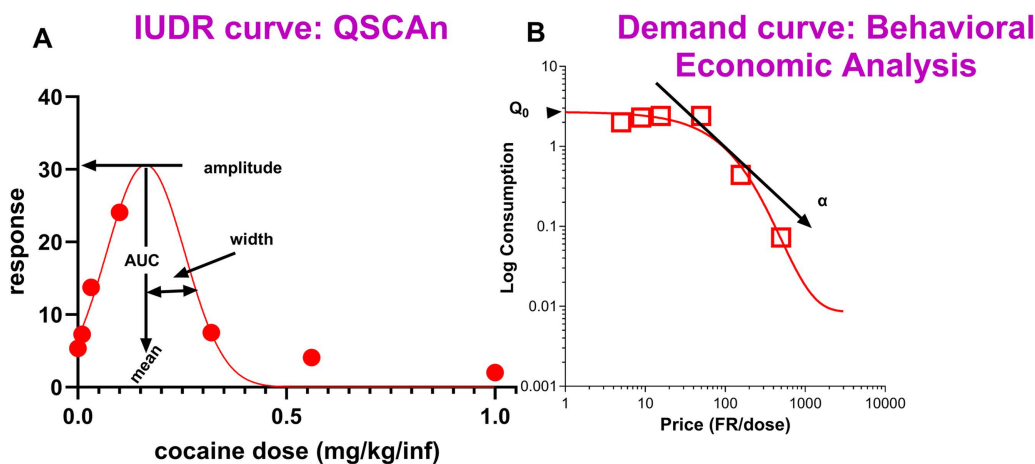 A
IUDR curve: QSCAn
40
30
20
10
0
response
amplitude
width
AUC
mean
0.0
0.5
1.0
cocaine dose (mg/kg/inf)
B
Demand curve: Behavioral
Economic Analysis
10
1
0.1
0.01
0.001
Log Consumption
Q0
α
1
10
100
1000
10000
Price (FR/dose)